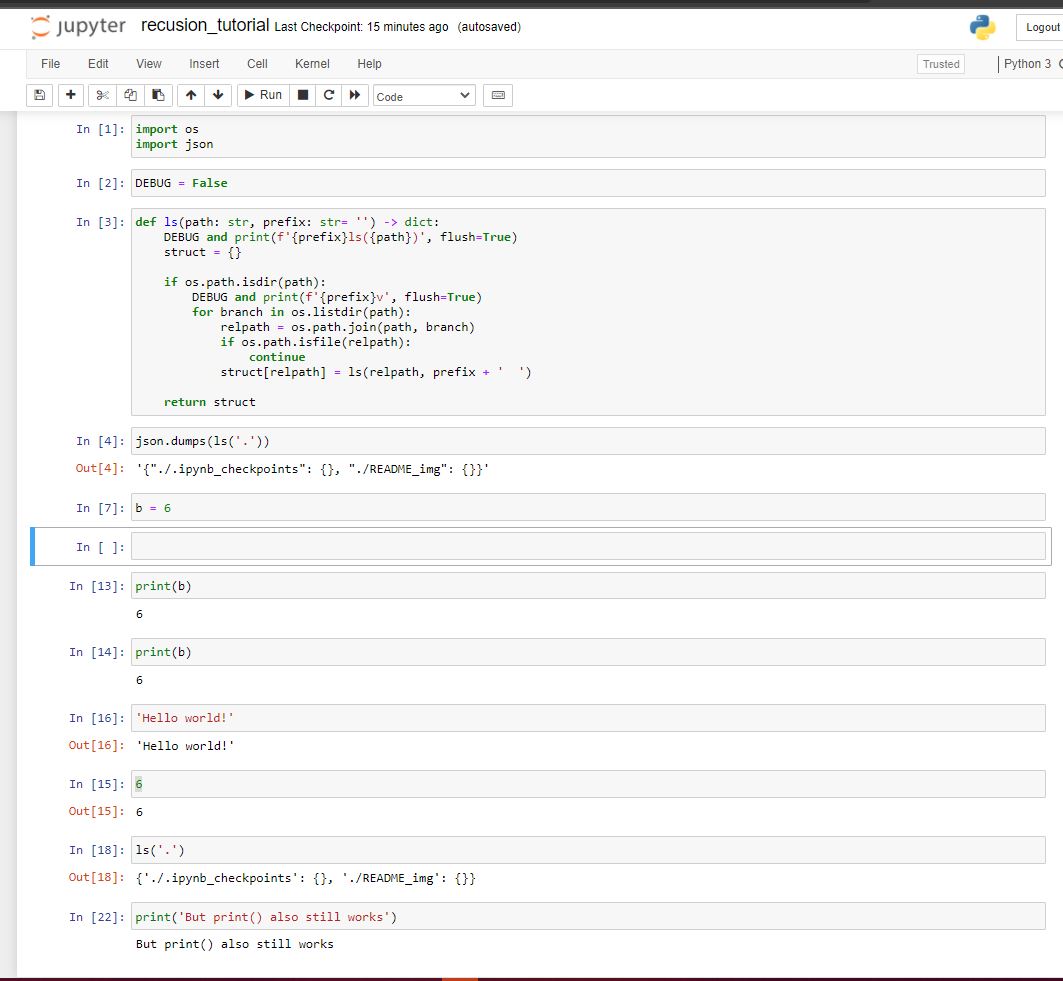 jupyter recusion_tutorial Last Checkpoint: 15 minutes ago (autosaved)
Logout
File Edit View Insert Cell Kernel Help
Trusted
Python 3
Run
Code
In [1]: import os
import json
In [2]: DEBUG = False
In [3]: def ls(path: str, prefix: str= '') -> dict:
    DEBUG and print(f'{prefix}ls({path})', flush=True)
    struct = {}
    if os.path.isdir(path):
        DEBUG and print(f'{prefix}v', flush=True)
        for branch in os.listdir(path):
            relpath = os.path.join(path, branch)
            if os.path.isfile(relpath):
                continue
            struct[relpath] = ls(relpath, prefix + '  ')
    return struct
In [4]: json.dumps(ls('.'))
Out[4]: '{"./.ipynb_checkpoints": {}, "./README_img": {}}'
In [7]: b = 6
In [ ]:
In [13]: print(b)
6
In [14]: print(b)
6
In [16]: 'Hello world!'
Out[16]: 'Hello world!'
In [15]: 6
Out[15]: 6
In [18]: ls('.')
Out[18]: {'./.ipynb_checkpoints': {}, './README_img': {}}
In [22]: print('But print() also still works')
But print() also still works